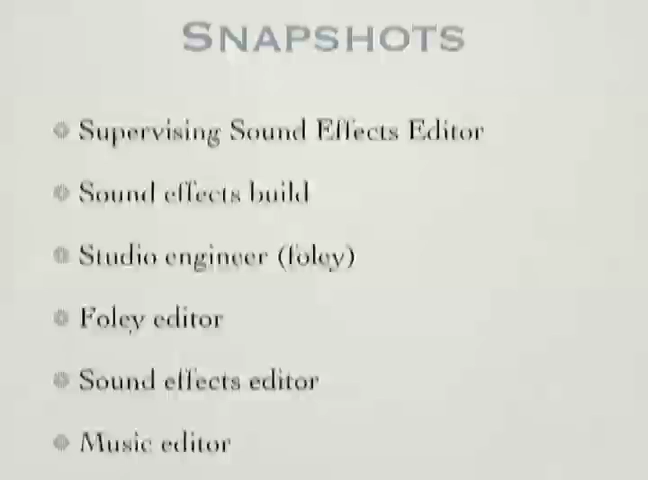 SNAPSHOTS
Supervising Sound Effects Editor
Sound effects build
Studio engineer (foley)
Foley editor
Sound effects editor
Music editor